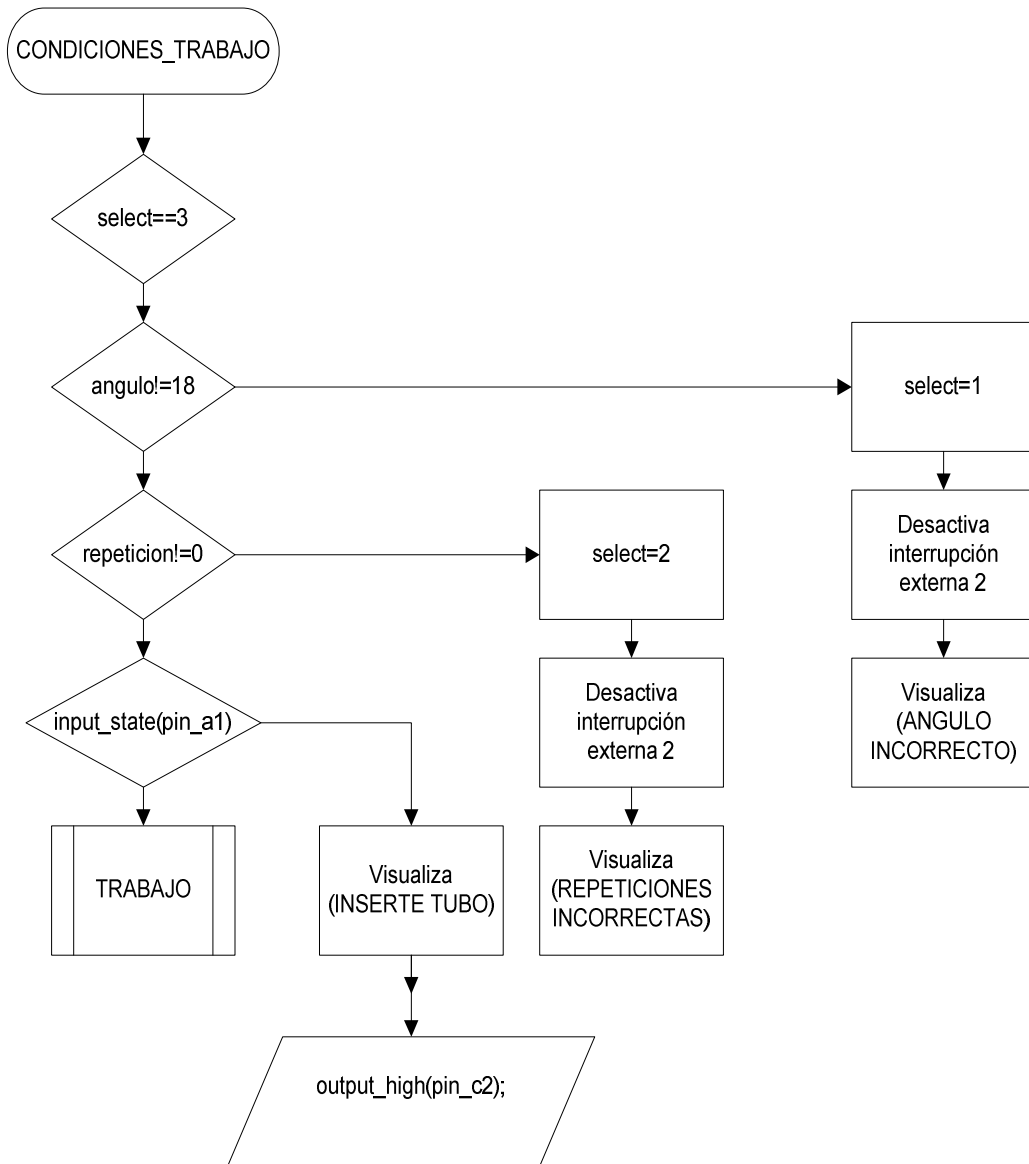 CONDICIONES_TRABAJO
select==3
angulo!=18
select=1
repeticion!=0
select=2
Desactiva
interrupción
externa 2
input_state(pin_a1)
Desactiva
interrupción
externa 2
Visualiza
(ANGULO
INCORRECTO)
TRABAJO
Visualiza
(INSERTE TUBO)
Visualiza
(REPETICIONES
INCORRECTAS)
output_high(pin_c2);